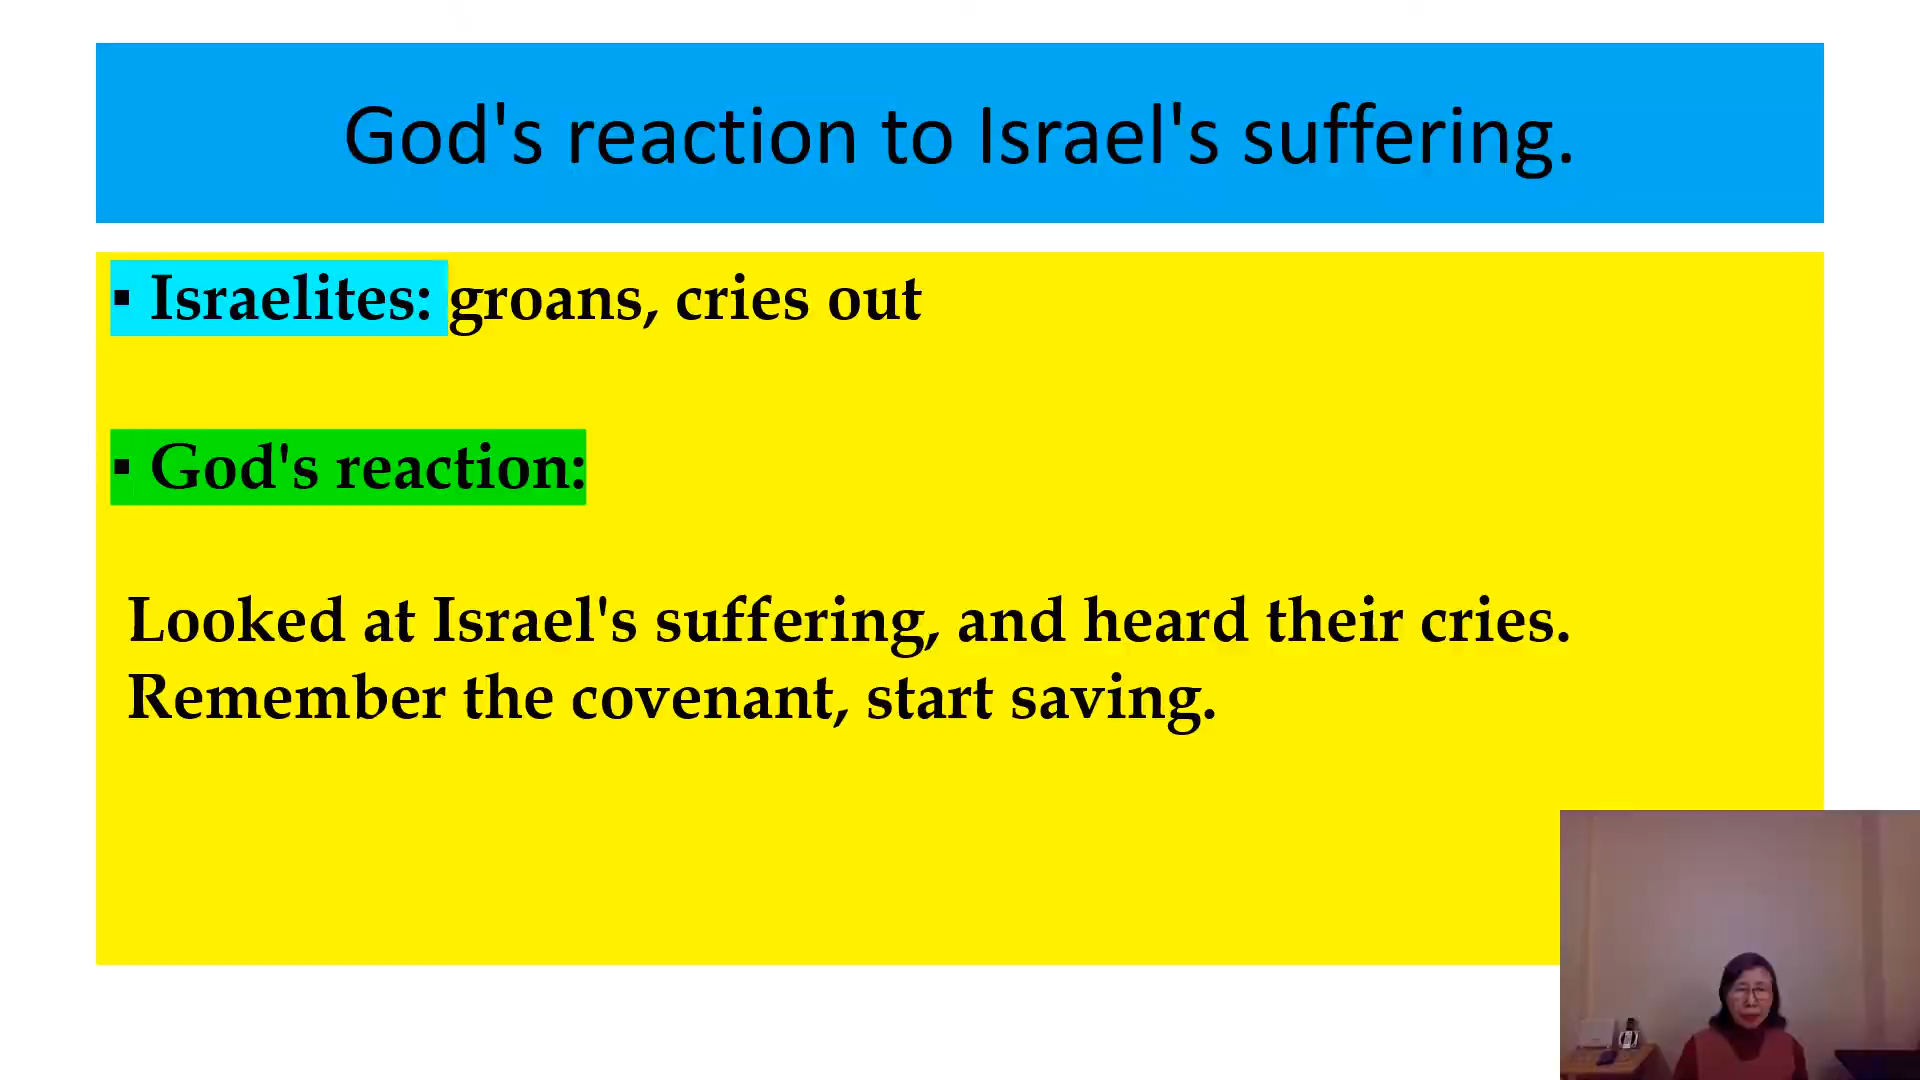 God's reaction to Israel's suffering.
▪ Israelites: groans, cries out
▪ God's reaction:
Looked at Israel's suffering, and heard their cries.
Remember the covenant, start saving.